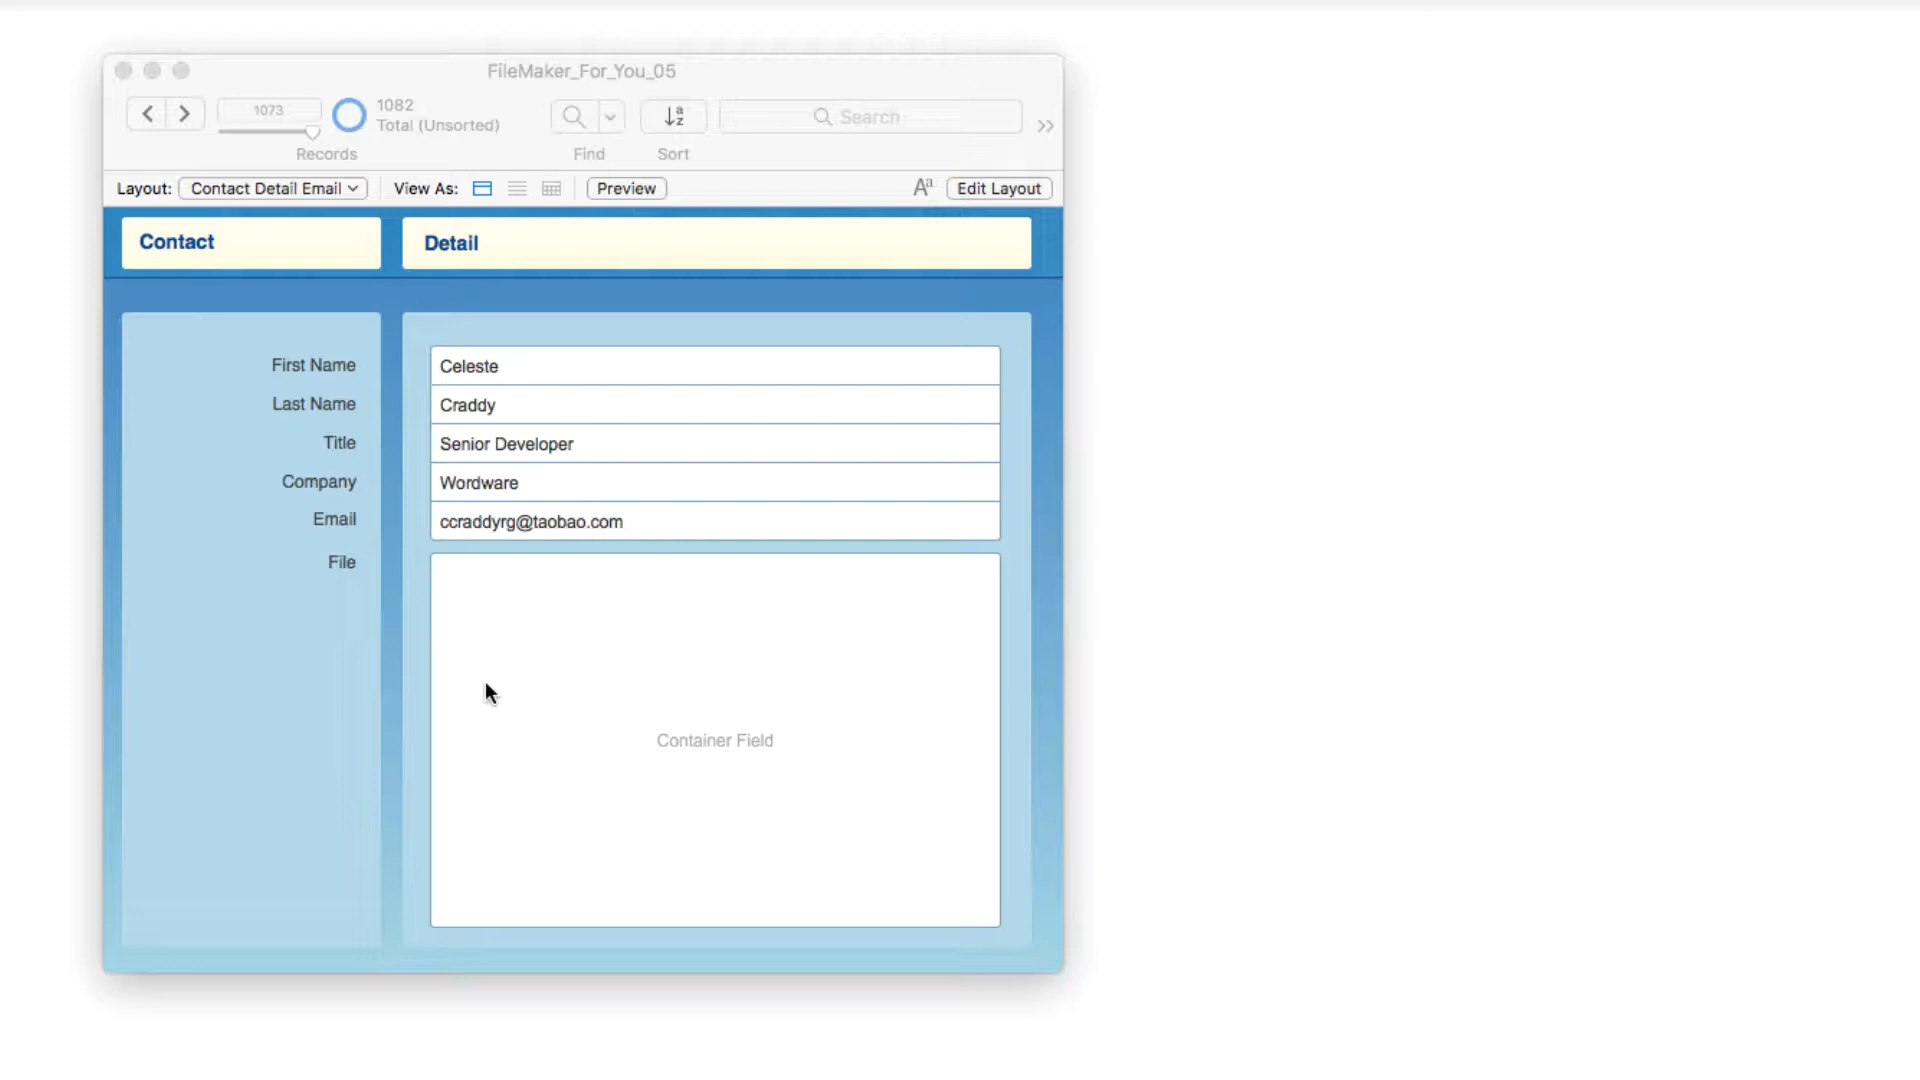 FileMaker_For_You_05
1073
1082
Total (Unsorted)
Search
Records
Find
Sort
Layout: Contact Detail Email View As: Preview Aa Edit Layout
Contact
Detail
First Name
Celeste
Last Name
Craddy
Title
Senior Developer
Company
Wordware
Email
ccraddyrg@taobao.com
File
Container Field